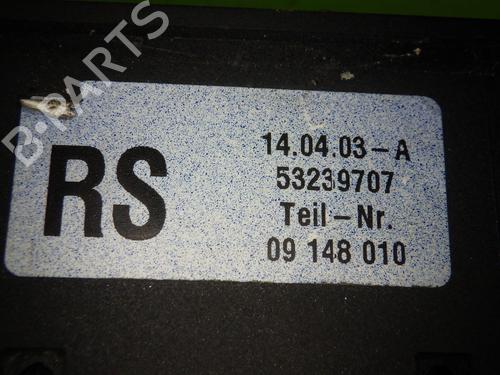 B-PARTS
RS
14.04.03-A
53239707
Teil-Nr.
09 148 010